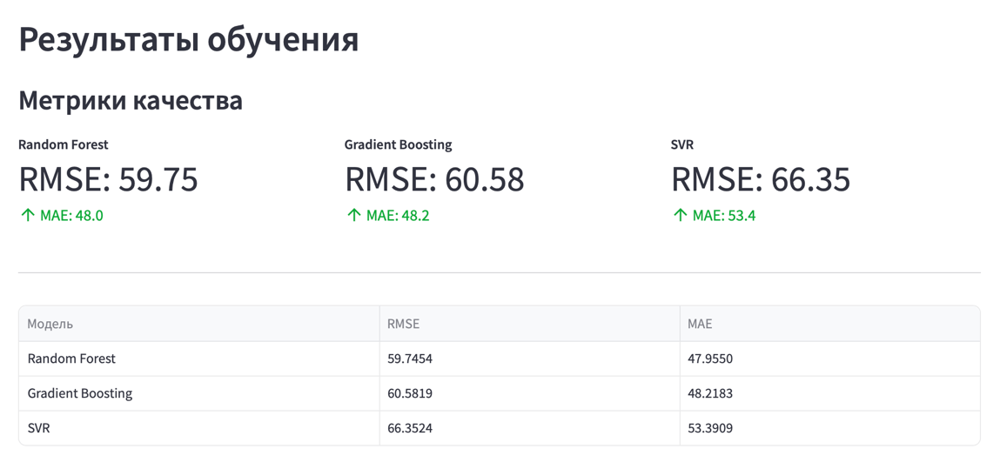 Результаты обучения
Метрики качества
Random Forest
RMSE: 59.75
↑ MAE: 48.0
Gradient Boosting
RMSE: 60.58
↑ MAE: 48.2
SVR
RMSE: 66.35
↑ MAE: 53.4
Модель RMSE MAE
Random Forest 59.7454 47.9550
Gradient Boosting 60.5819 48.2183
SVR 66.3524 53.3909